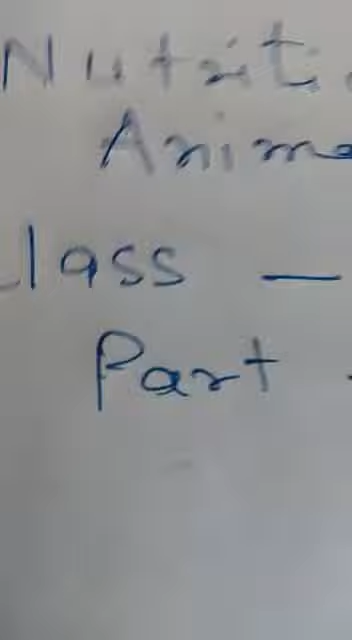 Nutriti
Anima
lass —
Part -